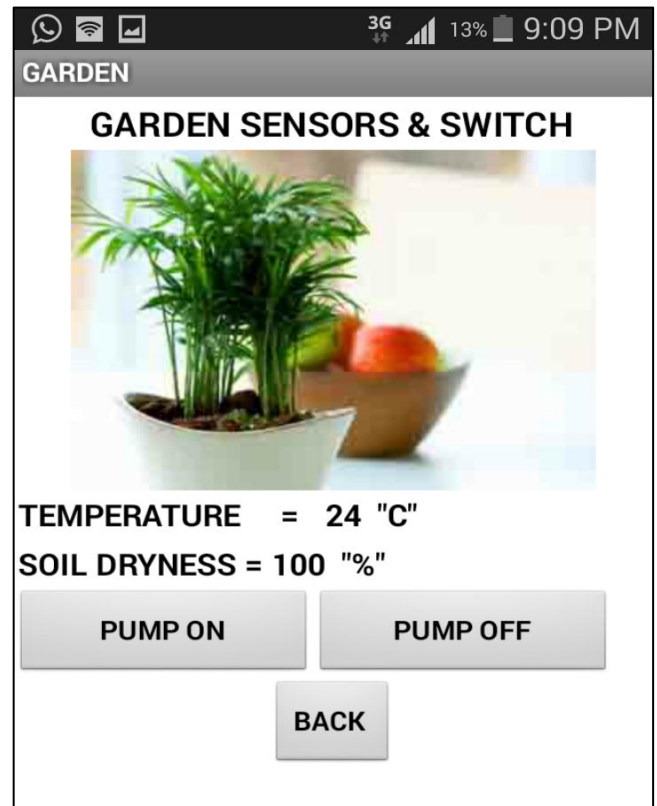 3G 13% 9:09 PM
GARDEN
GARDEN SENSORS & SWITCH
TEMPERATURE = 24 "C"
SOIL DRYNESS = 100 "%"
PUMP ON PUMP OFF
BACK